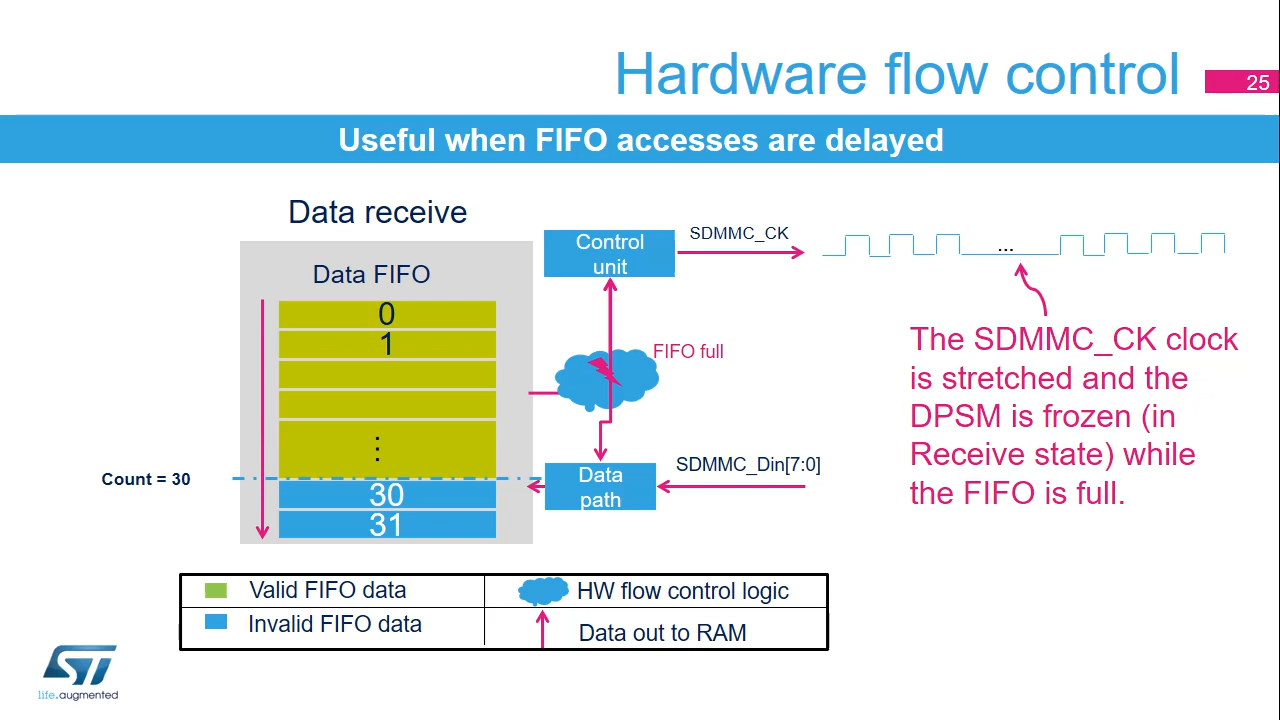 Hardware flow control
25
Useful when FIFO accesses are delayed
Data receive
Data FIFO
0
1
⋮
30
31
Count = 30
Control
unit
SDMMC_CK
...
FIFO full
Data
path
SDMMC_Din[7:0]
The SDMMC_CK clock
is stretched and the
DPSM is frozen (in
Receive state) while
the FIFO is full.
Valid FIFO data
HW flow control logic
Invalid FIFO data
Data out to RAM
ST
life.augmented